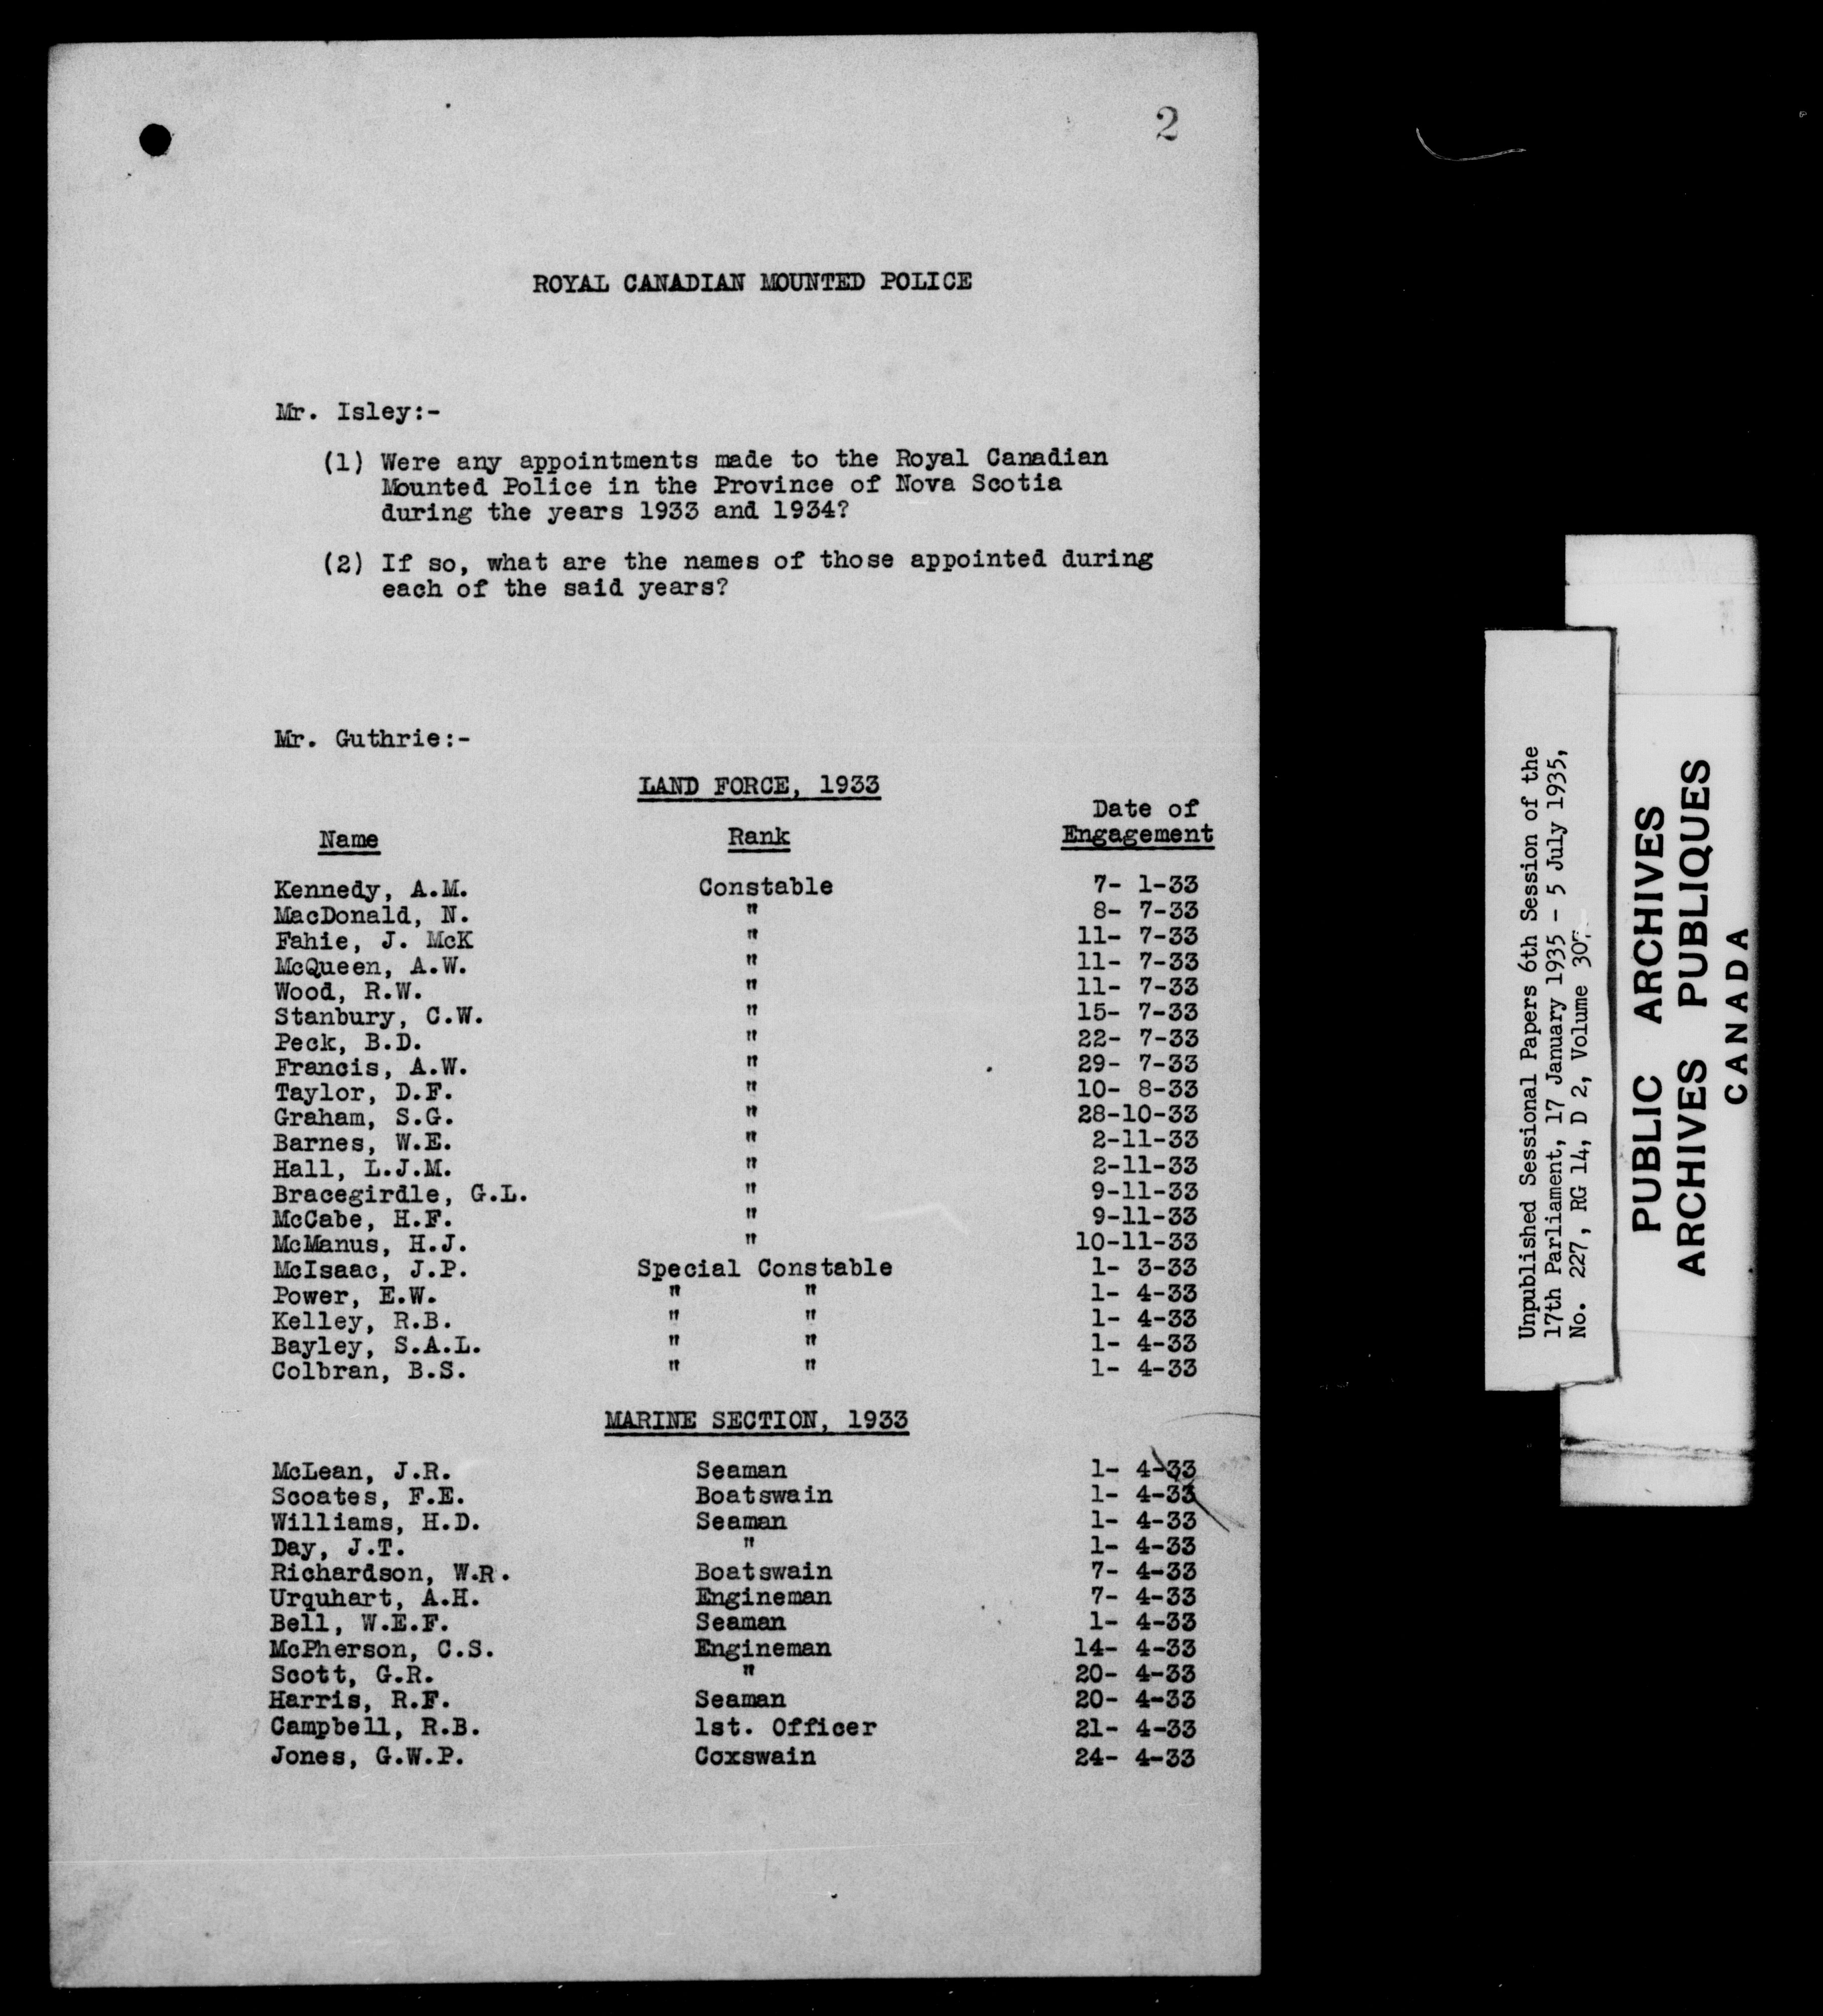 2
ROYAL CANADIAN MOUNTED POLICE
Mr. Isley:-
(1) Were any appointments made to the Royal Canadian
Mounted Police in the Province of Nova Scotia
during the years 1933 and 1934?
(2) If so, what are the names of those appointed during
each of the said years?
Mr. Guthrie:-
LAND FORCE, 1933
Date of
Name Rank Engagement
Kennedy, A.M. Constable 7- 1-33
MacDonald, N. " 8- 7-33
Fahie, J. McK " 11- 7-33
McQueen, A.W. " 11- 7-33
Wood, R.W. " 11- 7-33
Stanbury, C.W. " 15- 7-33
Peck, B.D. " 22- 7-33
Francis, A.W. " 29- 7-33
Taylor, D.F. " 10- 8-33
Graham, S.G. " 28-10-33
Barnes, W.E. " 2-11-33
Hall, L.J.M. " 2-11-33
Bracegirdle, G.L. " 9-11-33
McCabe, H.F. " 9-11-33
McManus, H.J. " 10-11-33
McIsaac, J.P. Special Constable 1- 3-33
Power, E.W. " " 1- 4-33
Kelley, R.B. " " 1- 4-33
Bayley, S.A.L. " " 1- 4-33
Colbran, B.S. " " 1- 4-33
MARINE SECTION, 1933
McLean, J.R. Seaman 1- 4-33
Scoates, F.E. Boatswain 1- 4-33
Williams, H.D. Seaman 1- 4-33
Day, J.T. " 1- 4-33
Richardson, W.R. Boatswain 7- 4-33
Urquhart, A.H. Engineman 7- 4-33
Bell, W.E.F. Seaman 1- 4-33
McPherson, C.S. Engineman 14- 4-33
Scott, G.R. " 20- 4-33
Harris, R.F. Seaman 20- 4-33
Campbell, R.B. 1st. Officer 21- 4-33
Jones, G.W.P. Coxswain 24- 4-33
Unpublished Sessional Papers 6th Session of the
17th Parliament, 17 January 1935 - 5 July 1935,
No. 227, RG 14, D 2, Volume
PUBLIC ARCHIVES
ARCHIVES PUBLIQUES
CANADA